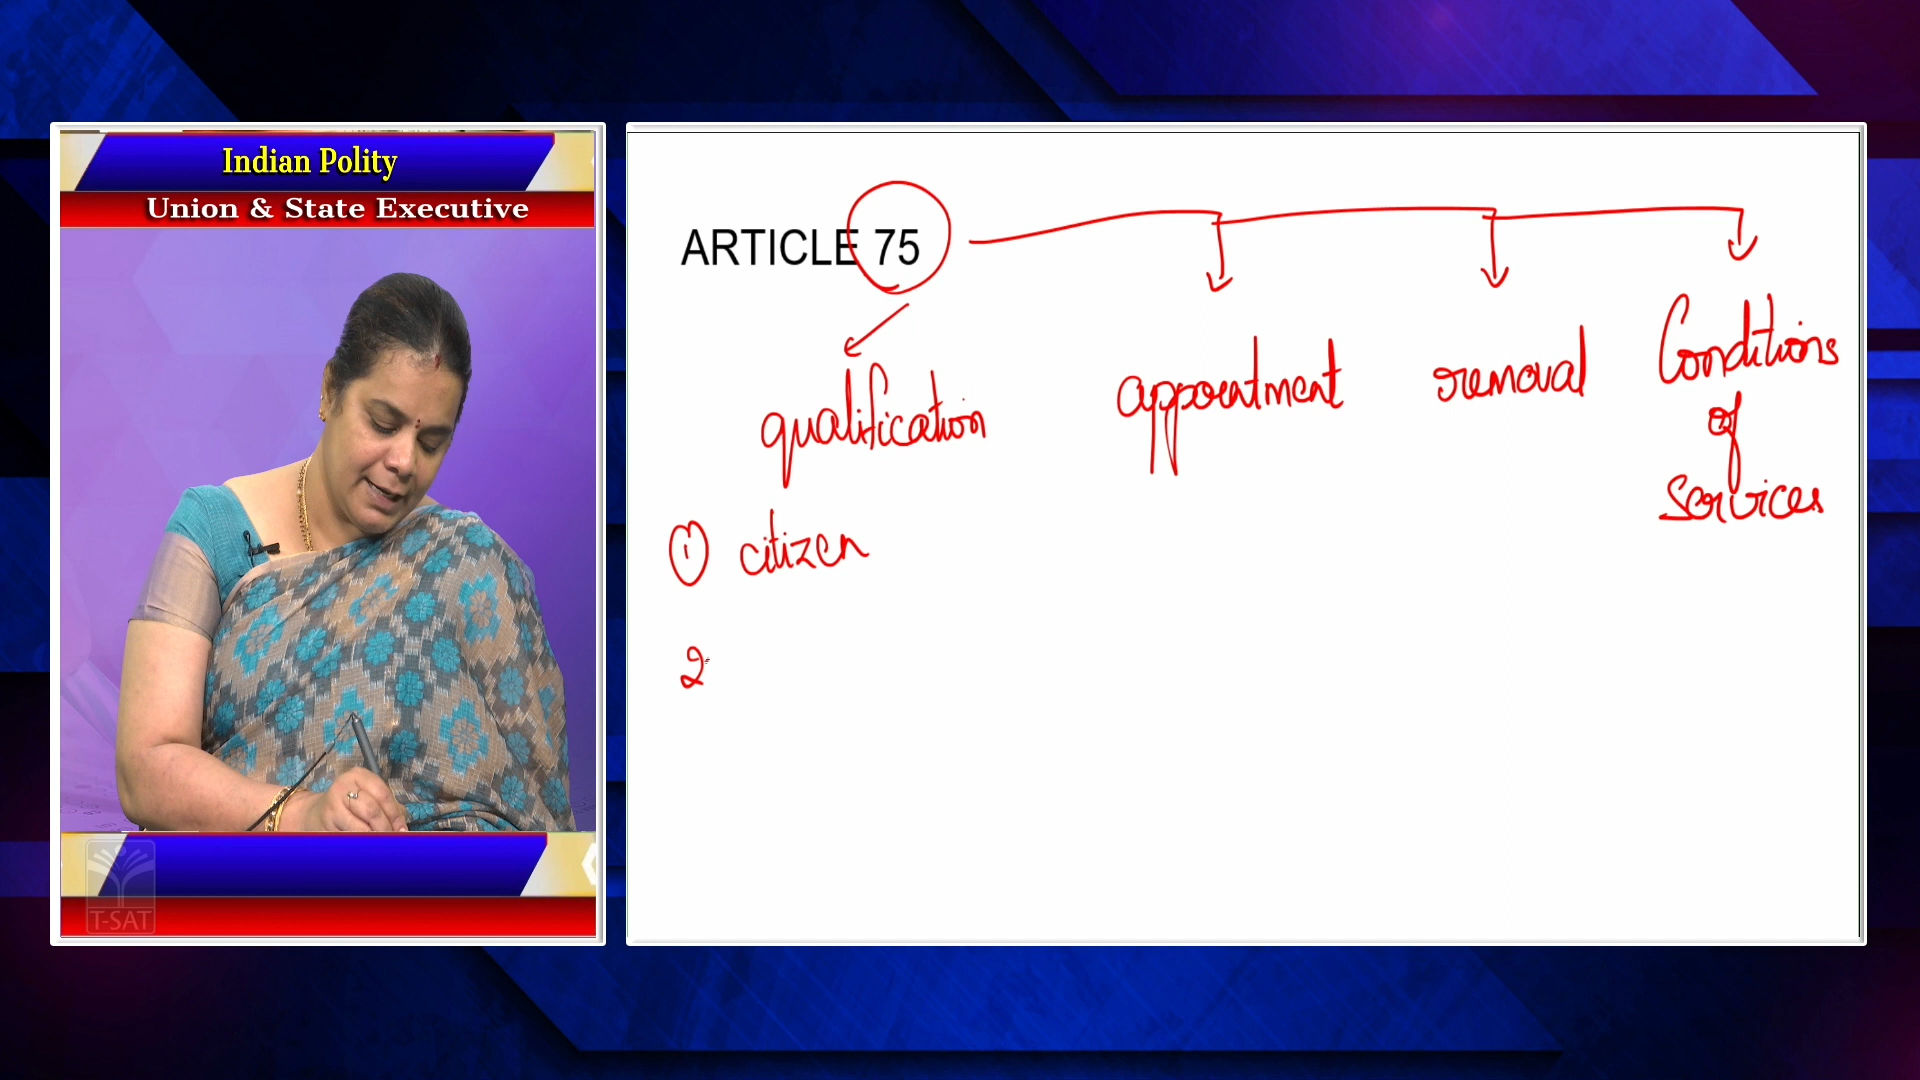 Indian Polity
Union & State Executive
ARTICLE 75
qualification
appointment
removal
Conditions
of
services
① citizen
2
T-SAT